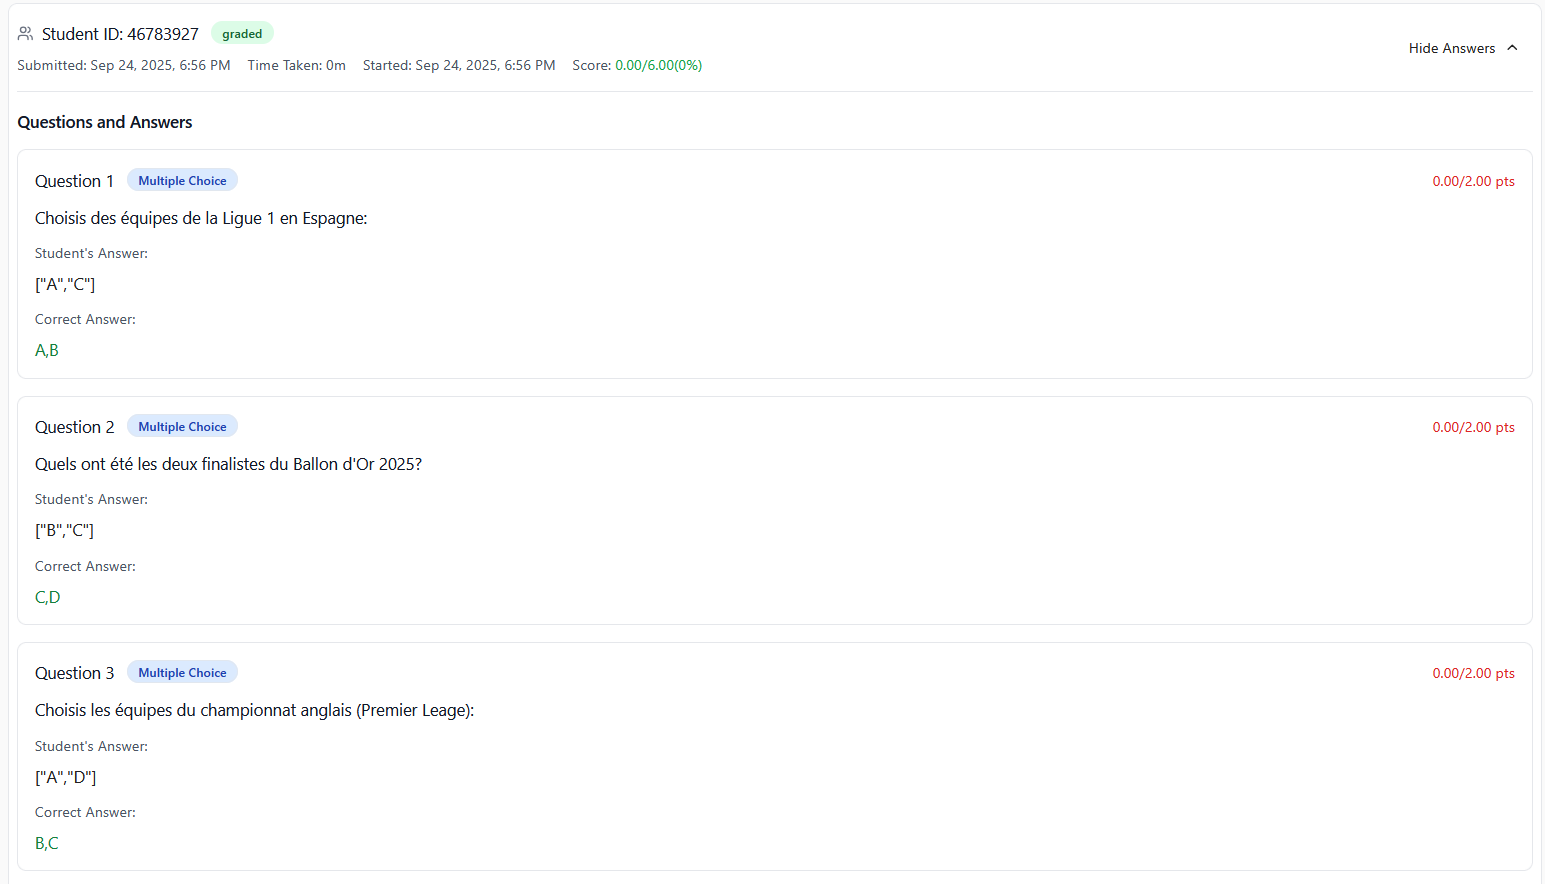 Student ID: 46783927 graded
Hide Answers
Submitted: Sep 24, 2025, 6:56 PM Time Taken: 0m Started: Sep 24, 2025, 6:56 PM Score: 0.00/6.00(0%)
Questions and Answers
Question 1 Multiple Choice 0.00/2.00 pts
Choisis des équipes de la Ligue 1 en Espagne:
Student's Answer:
["A","C"]
Correct Answer:
A,B
Question 2 Multiple Choice 0.00/2.00 pts
Quels ont été les deux finalistes du Ballon d'Or 2025?
Student's Answer:
["B","C"]
Correct Answer:
C,D
Question 3 Multiple Choice 0.00/2.00 pts
Choisis les équipes du championnat anglais (Premier Leage):
Student's Answer:
["A","D"]
Correct Answer:
B,C